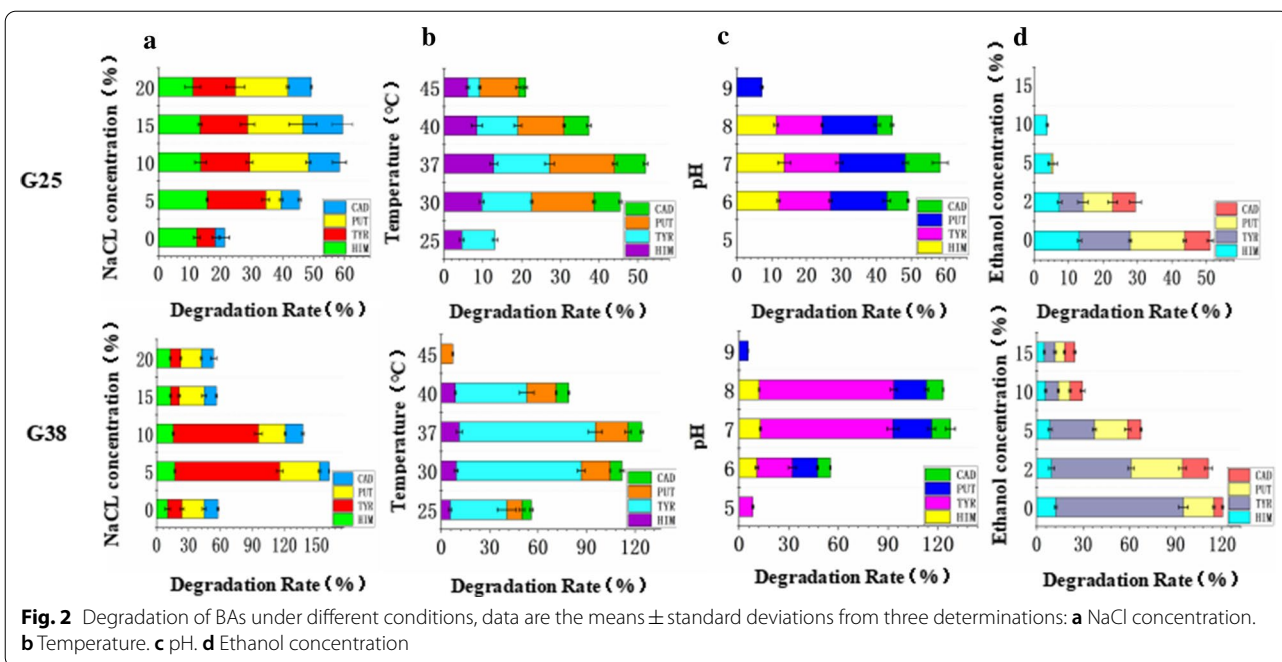 a b c d
G25
NaCL concentration (%)
20
15
10
5
0
CAD
PUT
TYR
HIM
0 10 20 30 40 50 60
Degradation Rate (%)
Temperature (℃)
45
40
37
30
25
CAD
PUT
TYR
HIM
0 10 20 30 40 50 60
Degradation Rate (%)
pH
9
8
7
6
5
CAD
PUT
TYR
HIM
0 10 20 30 40 50 60
Degradation Rate (%)
Ethanol concentration (%)
15
10
5
2
0
CAD
PUT
TYR
HIM
0 10 20 30 40 50
Degradation Rate (%)
G38
NaCL concentration (%)
20
15
10
5
0
CAD
PUT
TYR
HIM
0 30 60 90 120 150
Degradation Rate (%)
Temperature (℃)
45
40
37
30
25
CAD
PUT
TYR
HIM
0 30 60 90 120
Degradation Rate (%)
pH
9
8
7
6
5
CAD
PUT
TYR
HIM
0 30 60 90 120
Degradation Rate (%)
Ethanol concentration (%)
15
10
5
2
0
CAD
PUT
TYR
HIM
0 30 60 90 120
Degradation Rate (%)
Fig. 2 Degradation of BAs under different conditions, data are the means ± standard deviations from three determinations: a NaCl concentration.
b Temperature. c pH. d Ethanol concentration